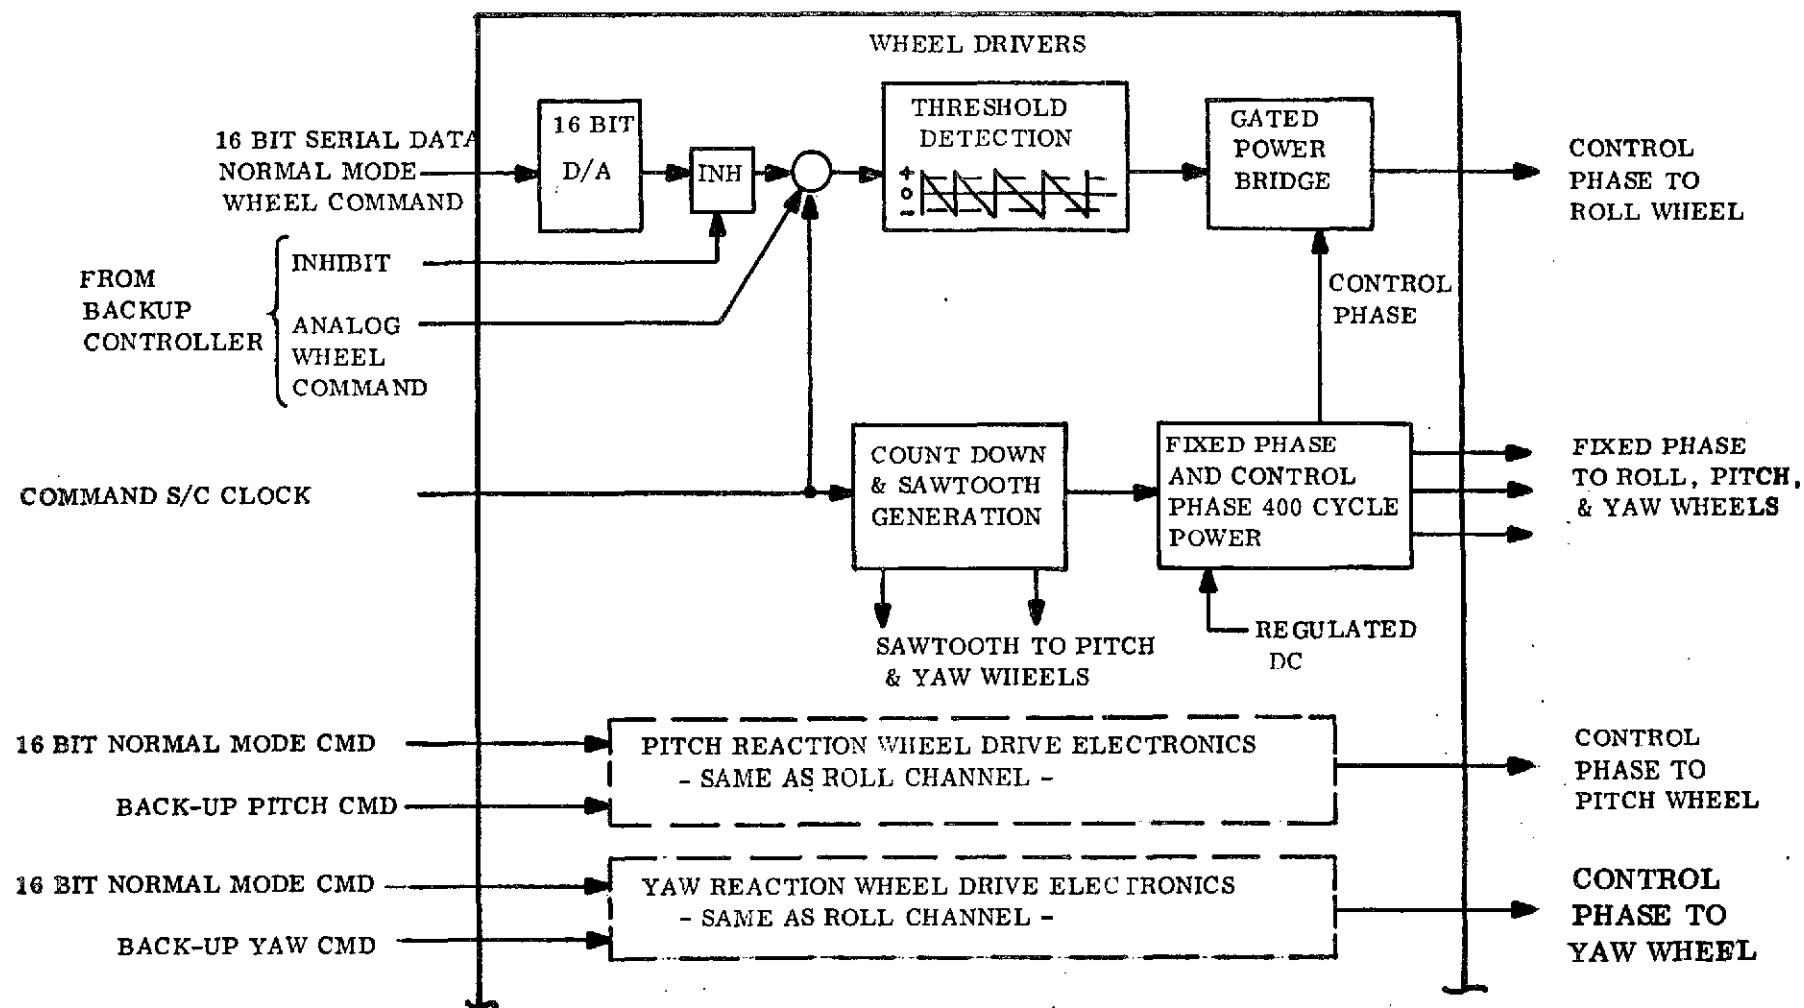 WHEEL DRIVERS
16 BIT SERIAL DATA
NORMAL MODE
WHEEL COMMAND
16 BIT
D/A
INH
THRESHOLD
DETECTION
+
0
-
GATED
POWER
BRIDGE
CONTROL
PHASE TO
ROLL WHEEL
FROM
BACKUP
CONTROLLER
INHIBIT
ANALOG
WHEEL
COMMAND
CONTROL
PHASE
COMMAND S/C CLOCK
COUNT DOWN
& SAWTOOTH
GENERATION
FIXED PHASE
AND CONTROL
PHASE 400 CYCLE
POWER
FIXED PHASE
TO ROLL, PITCH,
& YAW WHEELS
SAWTOOTH TO PITCH
& YAW WHEELS
REGULATED
DC
16 BIT NORMAL MODE CMD
BACK-UP PITCH CMD
PITCH REACTION WHEEL DRIVE ELECTRONICS
- SAME AS ROLL CHANNEL -
CONTROL
PHASE TO
PITCH WHEEL
16 BIT NORMAL MODE CMD
BACK-UP YAW CMD
YAW REACTION WHEEL DRIVE ELECTRONICS
- SAME AS ROLL CHANNEL -
CONTROL
PHASE TO
YAW WHEEL